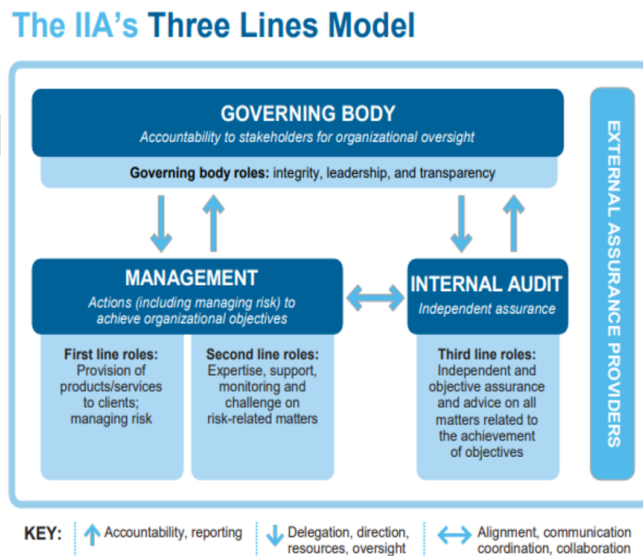 The IIA's Three Lines Model
GOVERNING BODY
Accountability to stakeholders for organizational oversight
Governing body roles: integrity, leadership, and transparency
MANAGEMENT
Actions (including managing risk) to
achieve organizational objectives
First line roles:
Provision of
products/services
to clients;
managing risk
Second line roles:
Expertise, support,
monitoring and
challenge on
risk-related matters
INTERNAL AUDIT
Independent assurance
Third line roles:
Independent and
objective assurance
and advice on all
matters related to
the achievement
of objectives
EXTERNAL ASSURANCE PROVIDERS
KEY:
Accountability, reporting
Delegation, direction,
resources, oversight
Alignment, communication
coordination, collaboration